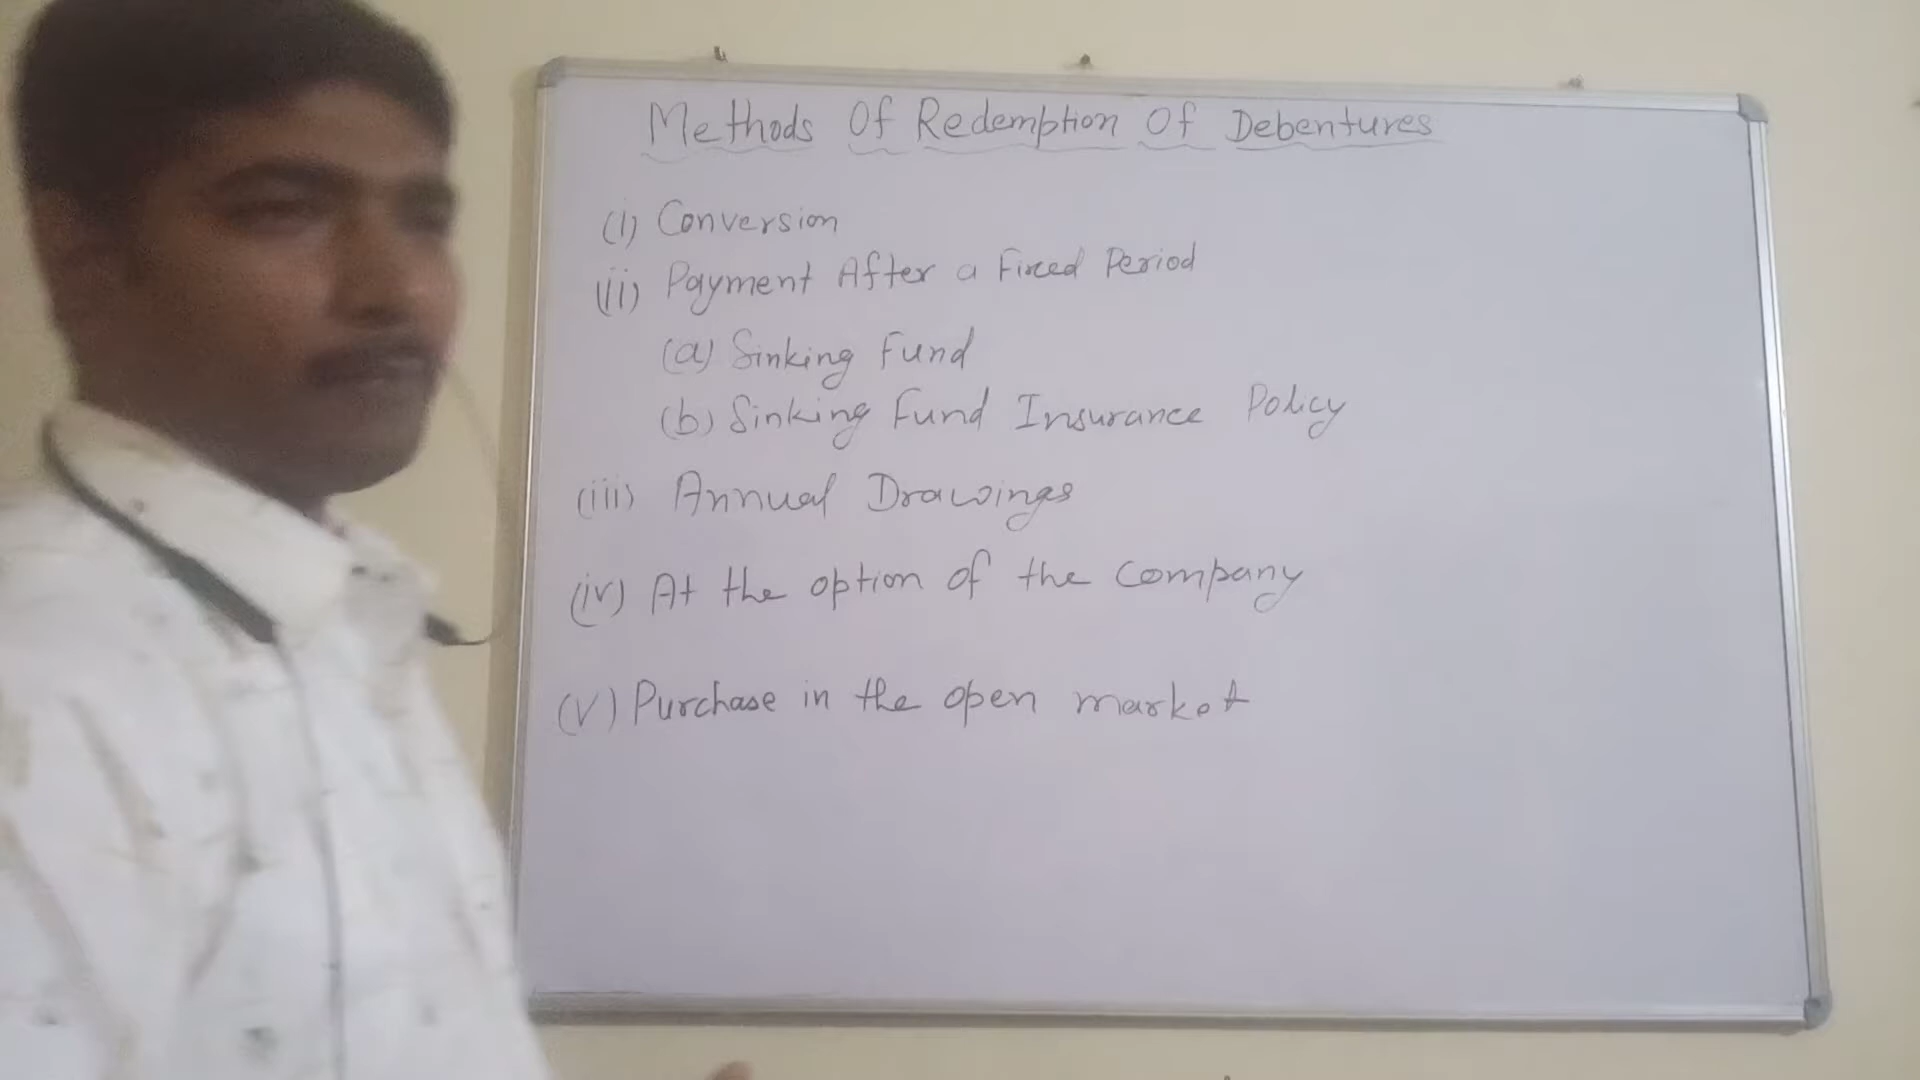 Methods Of Redemption Of Debentures
(i) Conversion
(ii) Payment After a Fixed Period
(a) Sinking Fund
(b) Sinking Fund Insurance Policy
(iii) Annual Drawings
(iv) At the option of the company
(V) Purchase in the open market